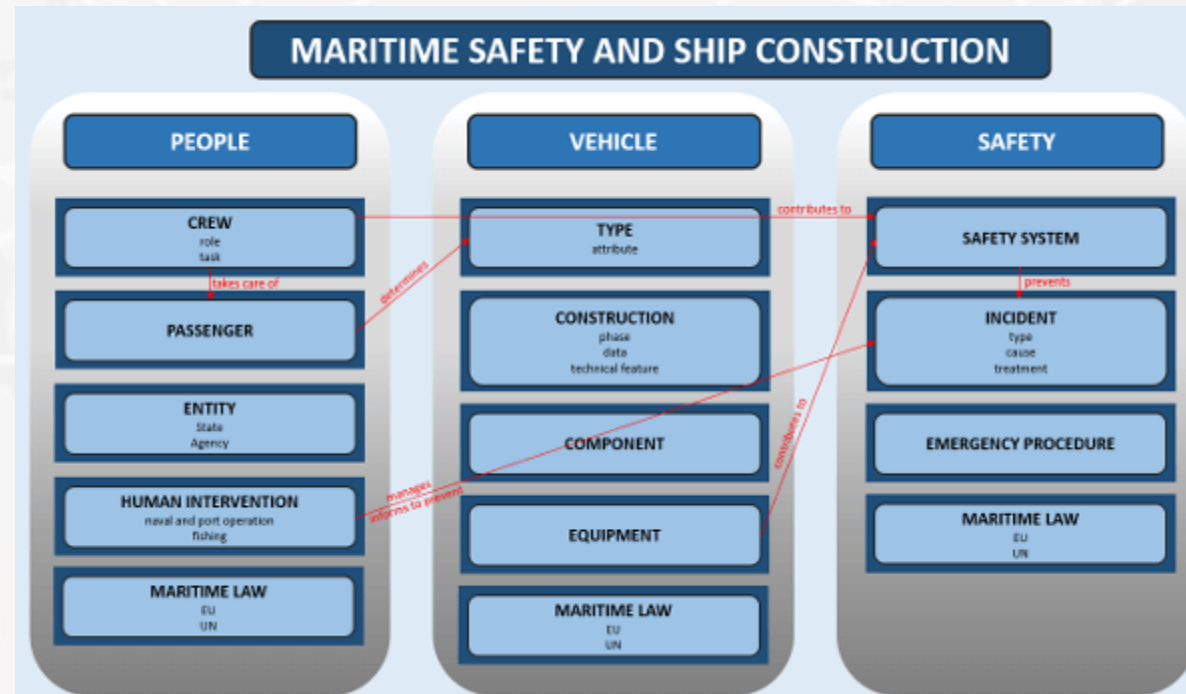 MARITIME SAFETY AND SHIP CONSTRUCTION
PEOPLE
CREW
role
task
takes care of
PASSENGER
determines
ENTITY
State
Agency
HUMAN INTERVENTION
naval and port operation
fishing
manages
informs to prevent
MARITIME LAW
EU
UN
VEHICLE
TYPE
attribute
contributes to
CONSTRUCTION
phase
data
technical feature
COMPONENT
EQUIPMENT
contributes to
MARITIME LAW
EU
UN
SAFETY
SAFETY SYSTEM
prevents
INCIDENT
type
cause
treatment
EMERGENCY PROCEDURE
MARITIME LAW
EU
UN